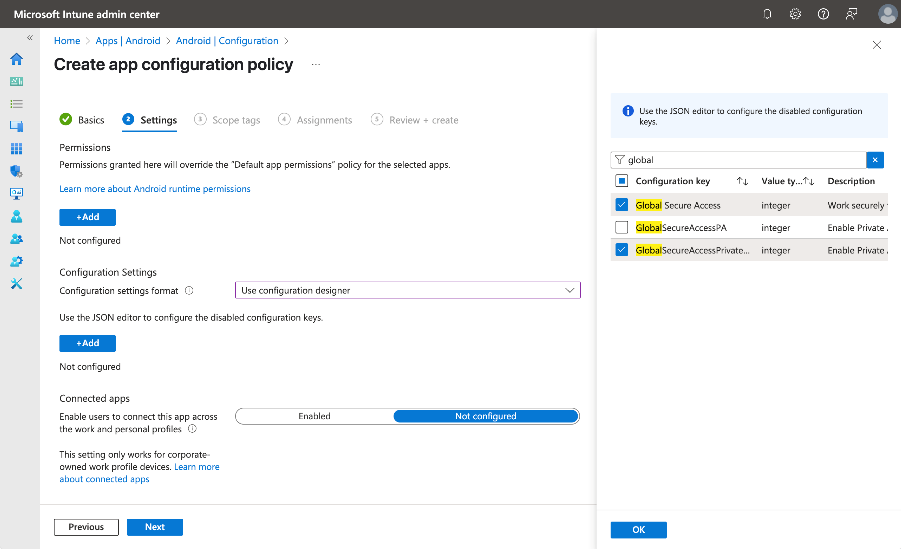 Microsoft Intune admin center
Home > Apps | Android > Android | Configuration >
Create app configuration policy ...
Basics
2 Settings
3 Scope tags
4 Assignments
5 Review + create
Permissions
Permissions granted here will override the "Default app permissions" policy for the selected apps.
Learn more about Android runtime permissions
+Add
Not configured
Configuration Settings
Configuration settings format
Use configuration designer
Use the JSON editor to configure the disabled configuration keys.
+Add
Not configured
Connected apps
Enable users to connect this app across
the work and personal profiles
Enabled
Not configured
This setting only works for corporate-
owned work profile devices. Learn more
about connected apps
Previous
Next
Use the JSON editor to configure the disabled configuration
keys.
global
Configuration key
Value ty...
Description
Global Secure Access
integer
Work securely
GlobalSecureAccessPA
integer
Enable Private
GlobalSecureAccessPrivate...
integer
Enable Private
OK